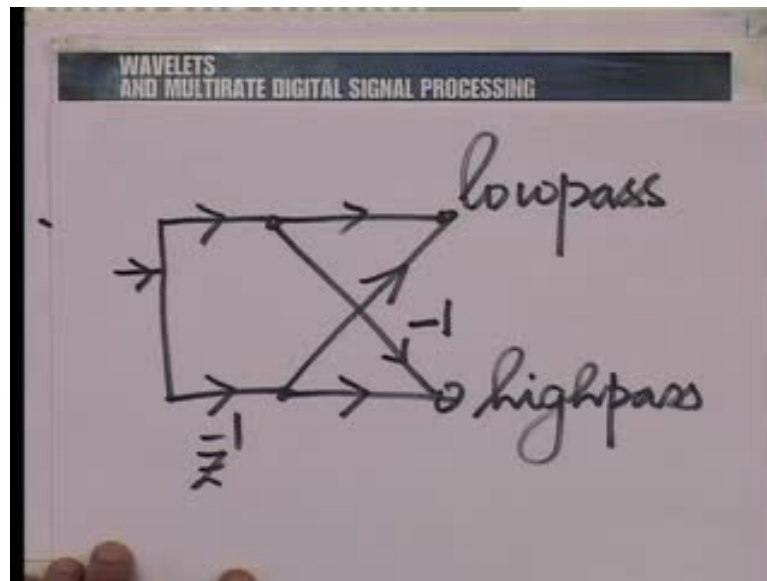 WAVELETS
AND MULTIRATE DIGITAL SIGNAL PROCESSING
lowpass
-1
highpass
z⁻¹